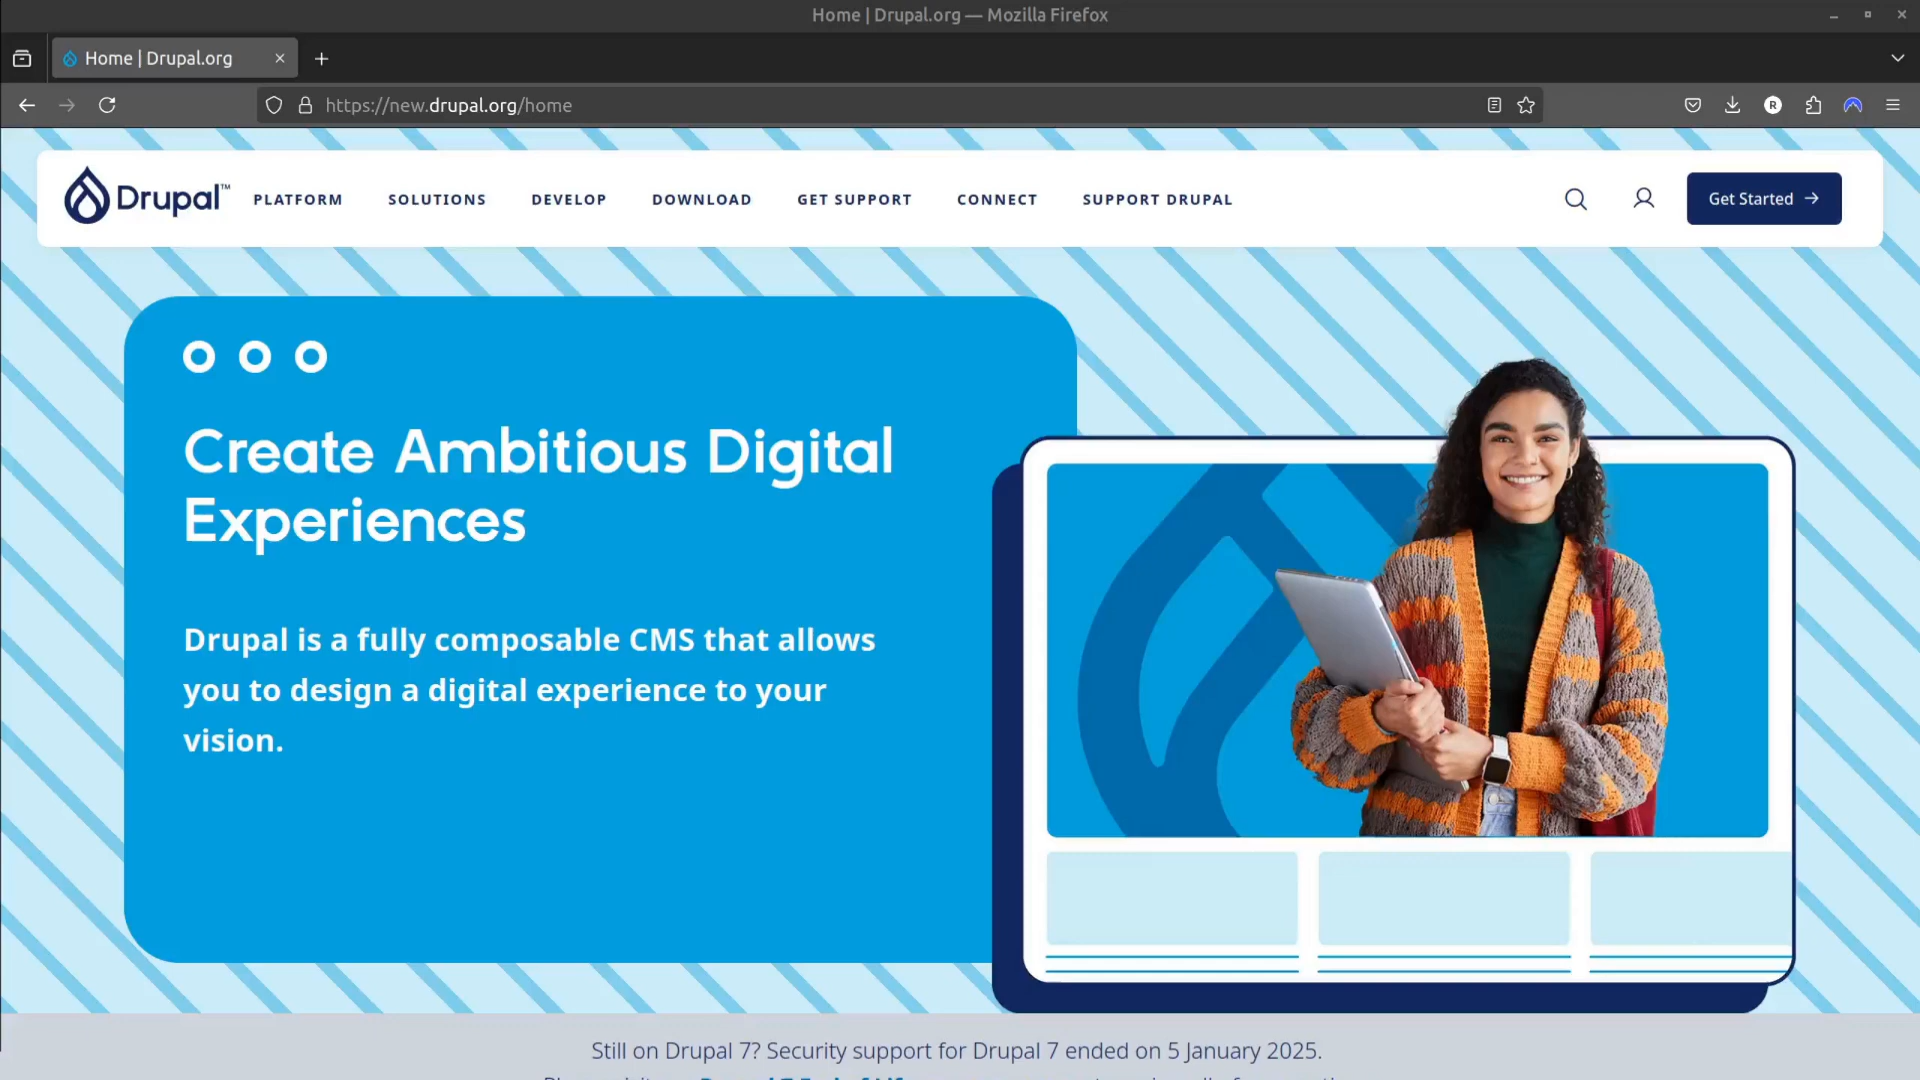 Home | Drupal.org — Mozilla Firefox
Home | Drupal.org
https://new.drupal.org/home
R
Drupal™ PLATFORM SOLUTIONS DEVELOP DOWNLOAD GET SUPPORT CONNECT SUPPORT DRUPAL Get Started →
Create Ambitious Digital
Experiences
Drupal is a fully composable CMS that allows
you to design a digital experience to your
vision.
Still on Drupal 7? Security support for Drupal 7 ended on 5 January 2025.